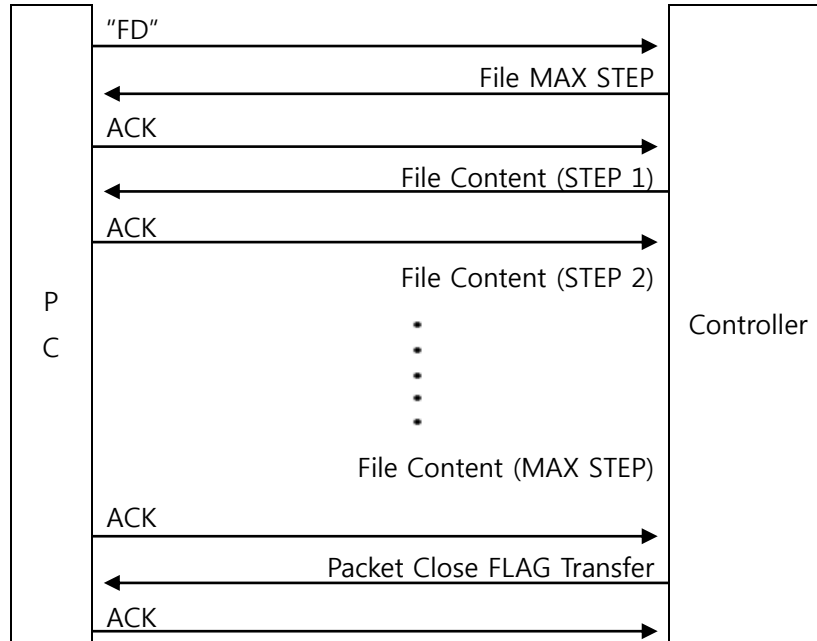 "FD"
File MAX STEP
ACK
File Content (STEP 1)
ACK
File Content (STEP 2)
P
C
Controller
File Content (MAX STEP)
ACK
Packet Close FLAG Transfer
ACK